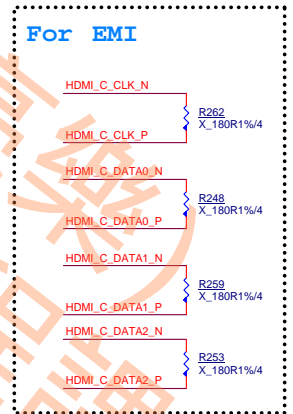 For EMI
HDMI_C_CLK_N
R262
X_180R1%/4
HDMI_C_CLK_P
HDMI_C_DATA0_N
R248
X_180R1%/4
HDMI_C_DATA0_P
HDMI_C_DATA1_N
R259
X_180R1%/4
HDMI_C_DATA1_P
HDMI_C_DATA2_N
R253
X_180R1%/4
HDMI_C_DATA2_P